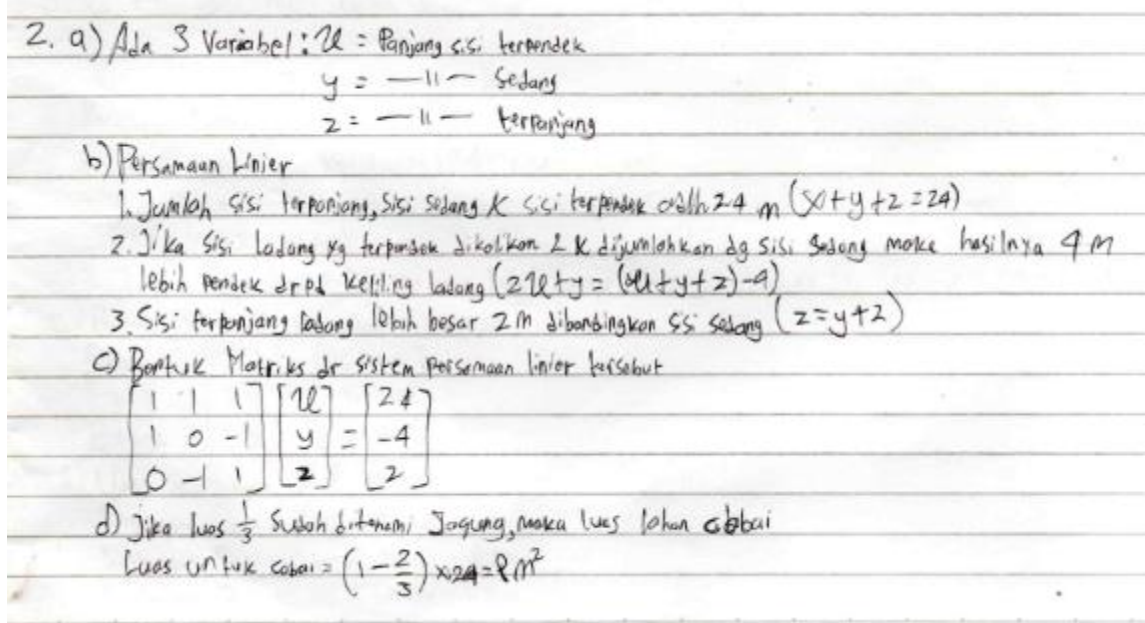 2. a) Ada 3 Variabel : x = Panjang sisi terpendek
y = —11— Sedang
z = —11— terpanjang
b) Persamaan Linier
1. Jumlah sisi terpanjang, sisi sedang & sisi terpendek adlh 24 m (x+y+z=24)
2. Jika sisi ladang yg terpendek dikalikan 2 & dijumlahkan dg sisi sedang maka hasilnya 4 m
lebih pendek drpd keliling ladang (2x+y = (x+y+z)-4)
3. Sisi terpanjang ladang lebih besar 2 m dibandingkan sisi sedang (z=y+2)
c) Bentuk Matriks dr sistem persamaan linier tersebut
[1 1 1] [x] [24]
[1 0 -1] [y] = [-4]
[0 -1 1] [z] [2]
d) Jika luas 1/3 Sudah ditanami Jagung, maka luas lahan cabai
Luas untuk cabai = (1 - 2/3) x 24 = 8 m²